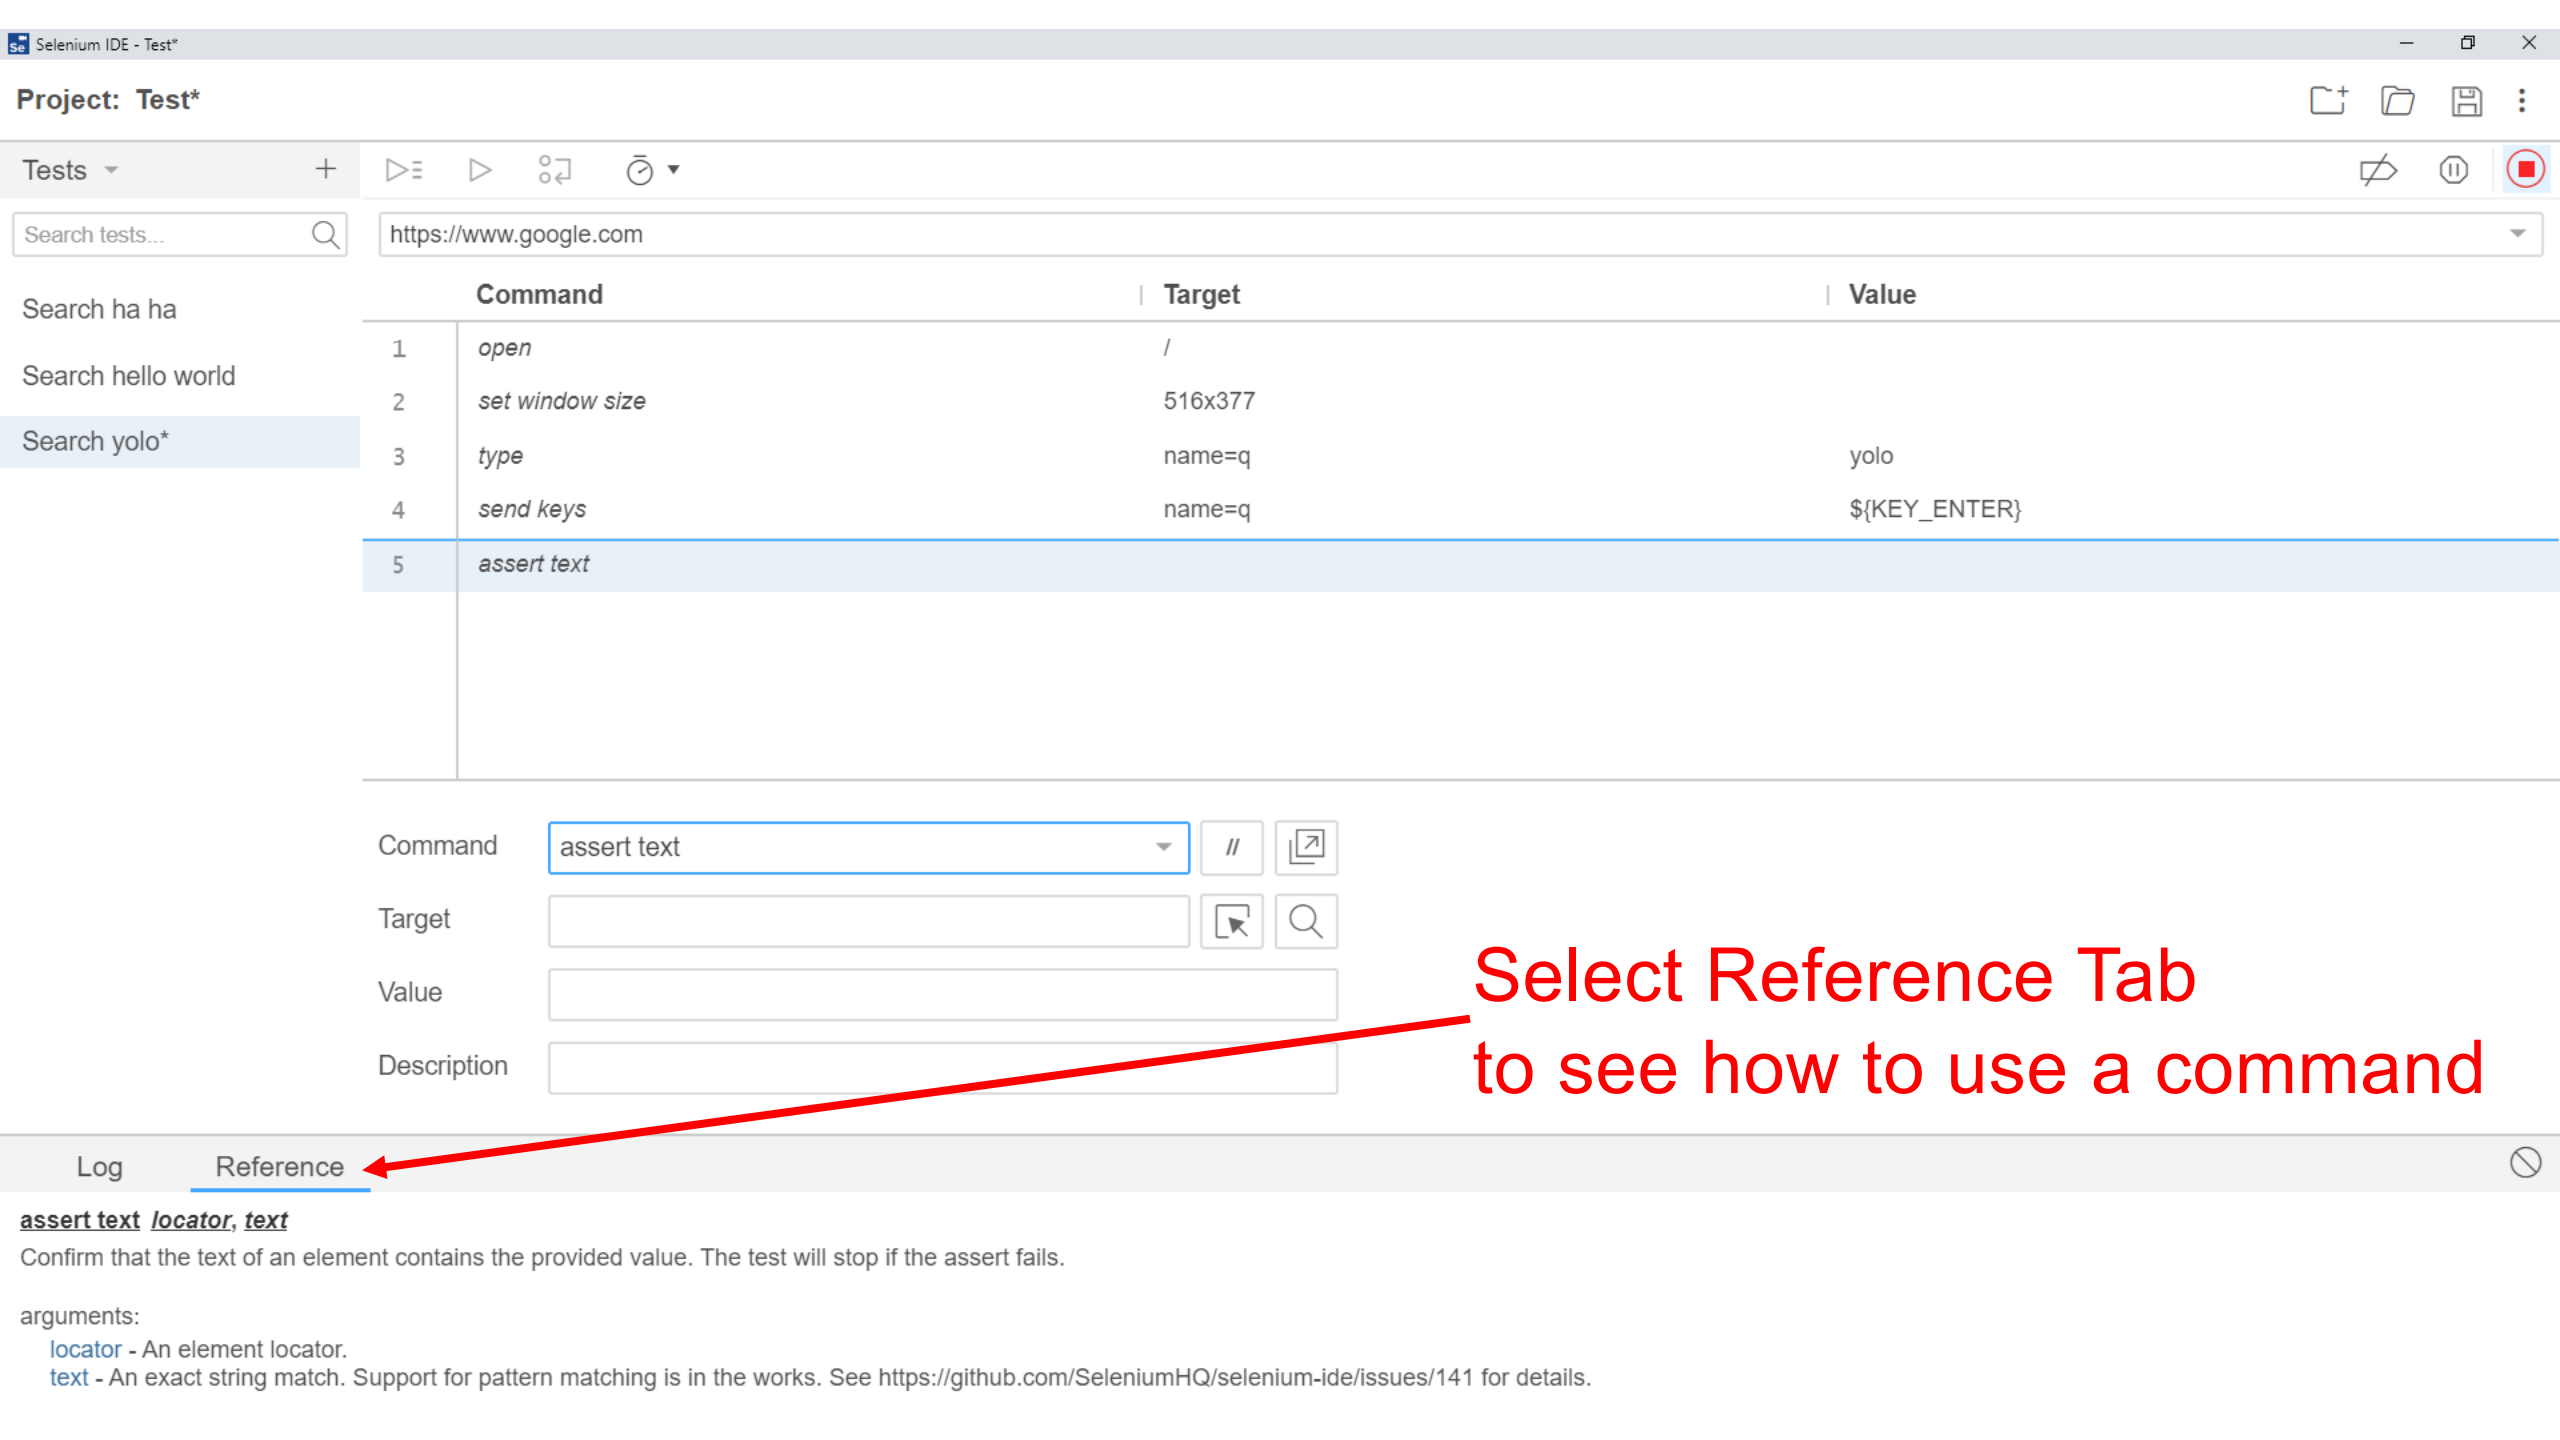 Se Selenium IDE - Test*
Project: Test*
Tests
Search tests...
https://www.google.com
Command Target Value
Search ha ha
1 open /
Search hello world
2 set window size 516x377
Search yolo*
3 type name=q yolo
4 send keys name=q ${KEY_ENTER}
5 assert text
Command assert text //
Target
Value
Description
Select Reference Tab
to see how to use a command
Log Reference
assert text locator, text
Confirm that the text of an element contains the provided value. The test will stop if the assert fails.
arguments:
locator - An element locator.
text - An exact string match. Support for pattern matching is in the works. See https://github.com/SeleniumHQ/selenium-ide/issues/141 for details.